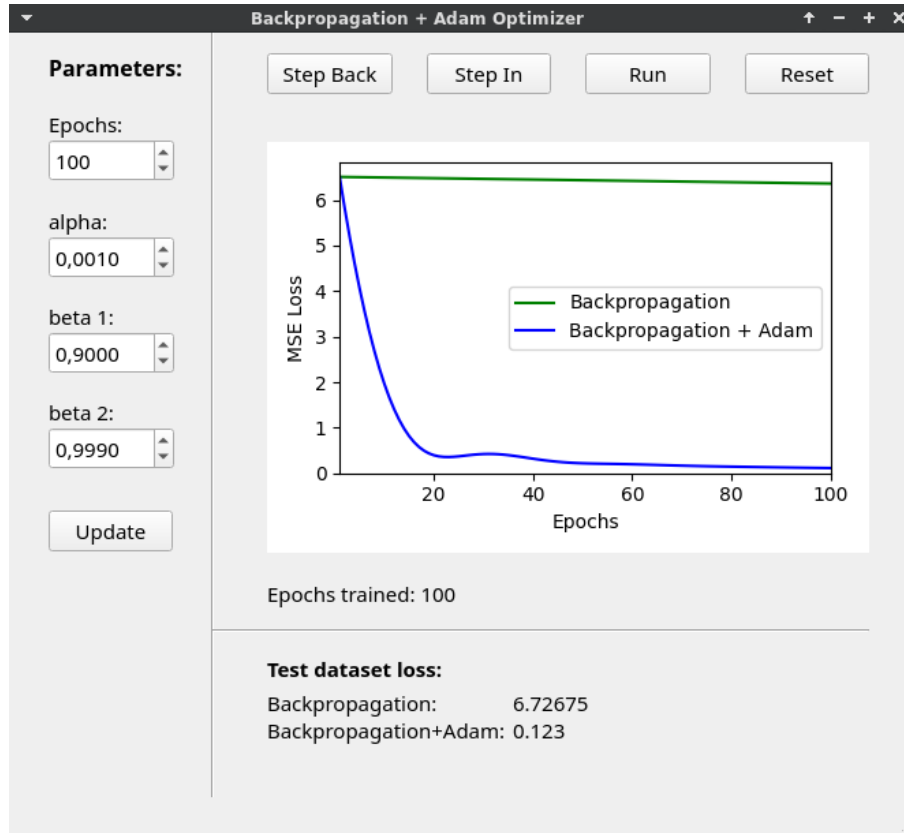 Backpropagation + Adam Optimizer
Parameters:
Epochs:
100
alpha:
0,0010
beta 1:
0,9000
beta 2:
0,9990
Update
Step Back
Step In
Run
Reset
MSE Loss
6
5
4
3
2
1
0
20
40
60
80
100
Epochs
Backpropagation
Backpropagation + Adam
Epochs trained: 100
Test dataset loss:
Backpropagation: 6.72675
Backpropagation+Adam: 0.123